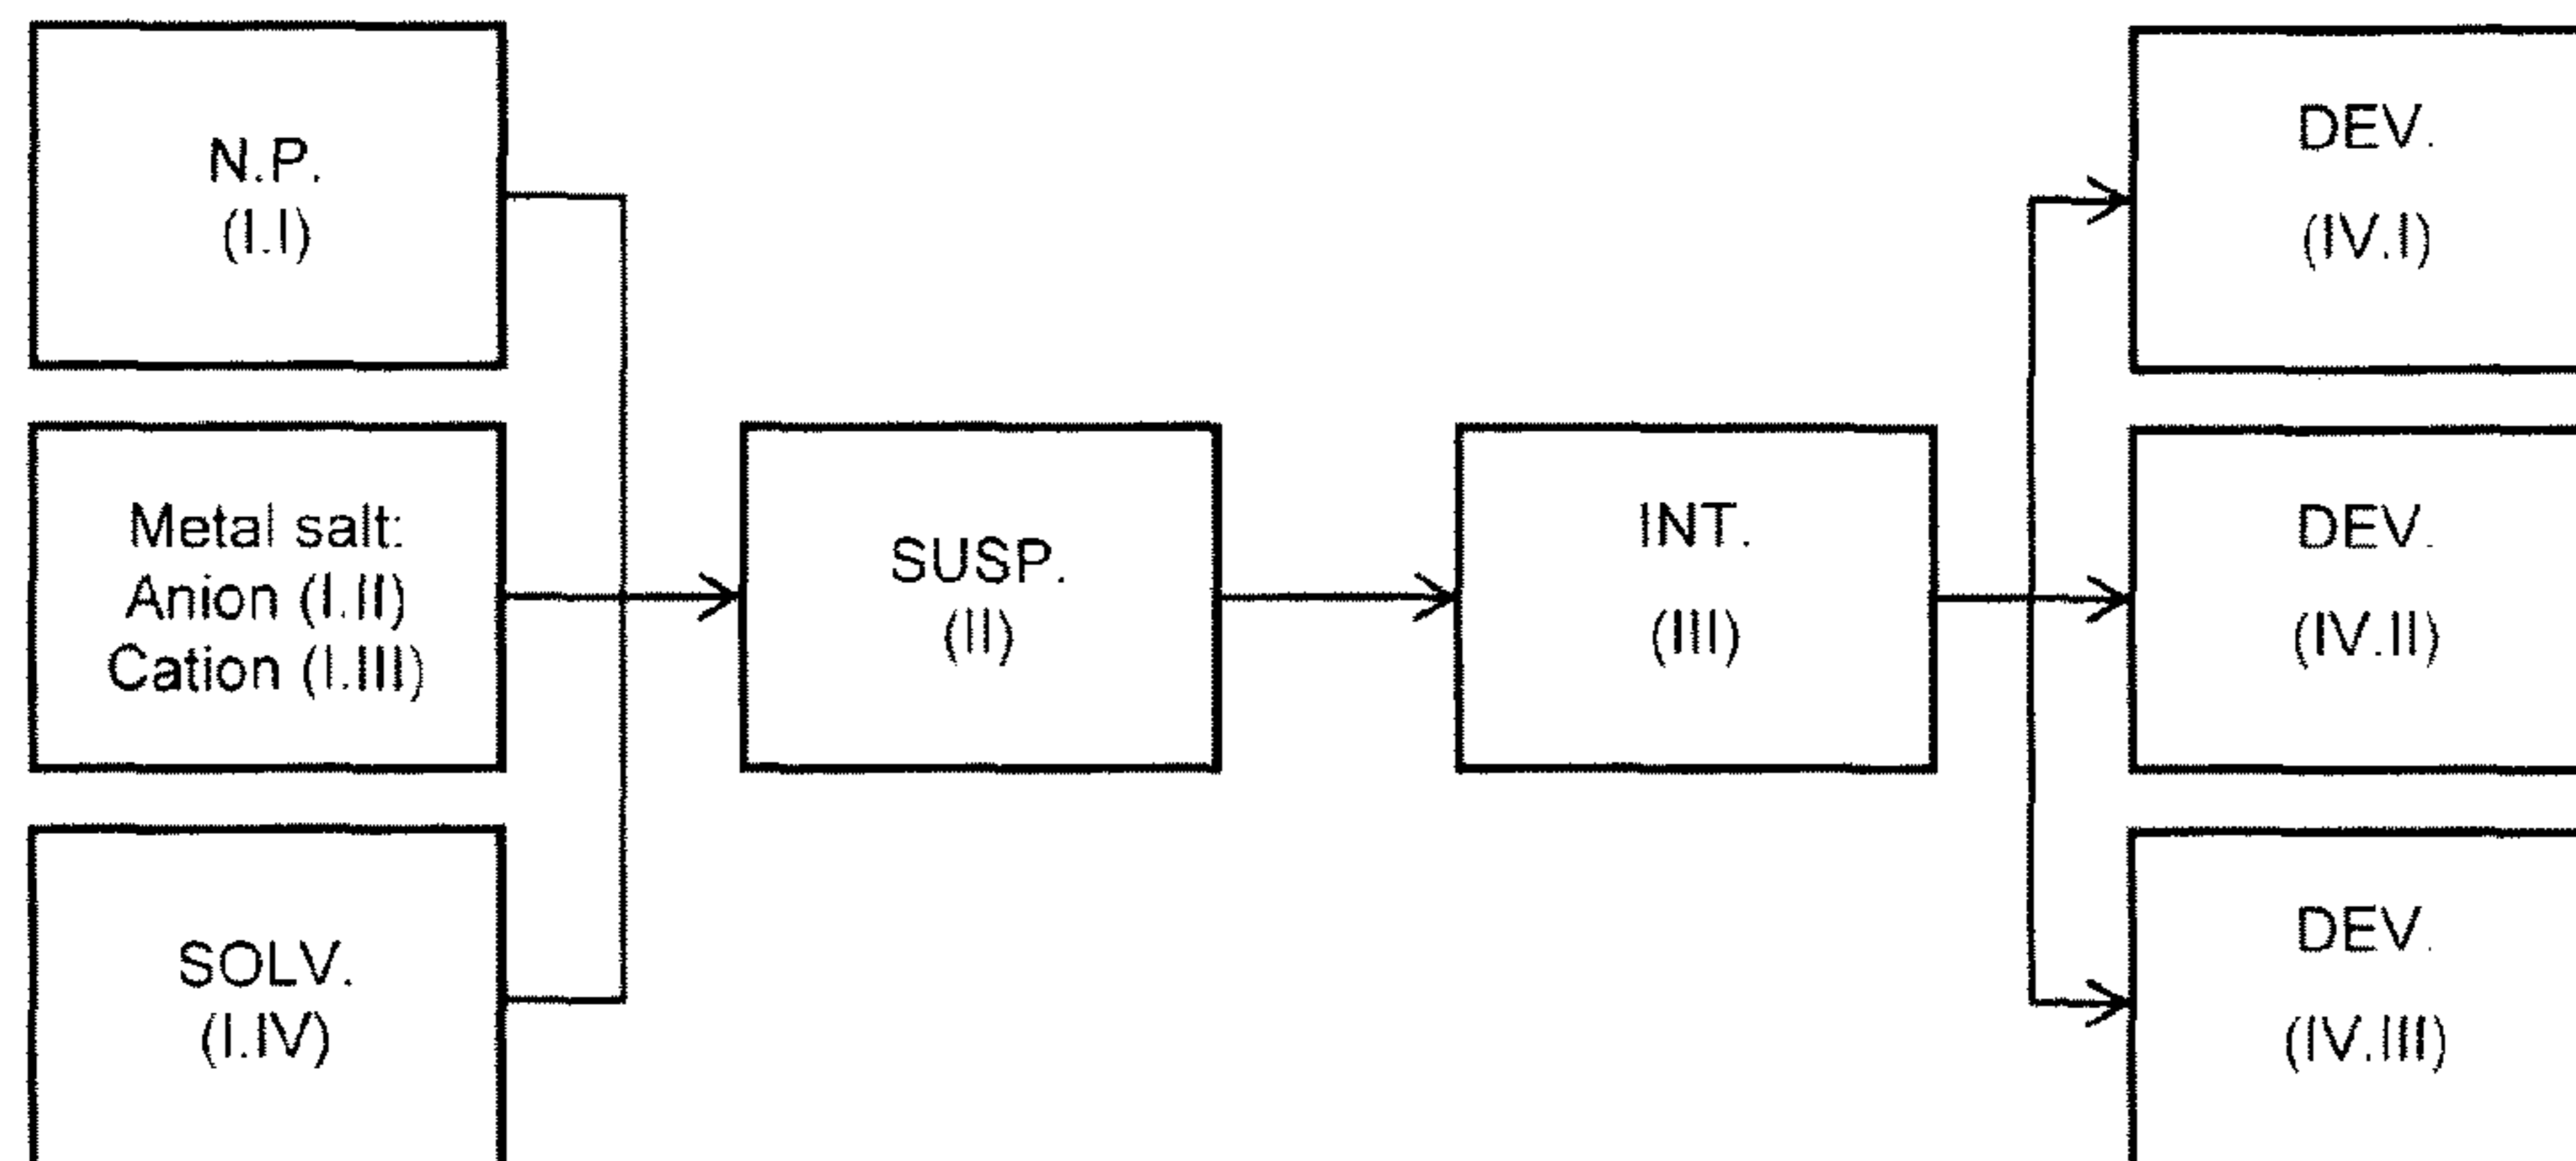 N.P.
(I.I)
Metal salt:
Anion (I.II)
Cation (I.III)
SOLV.
(I.IV)
SUSP.
(II)
INT.
(III)
DEV.
(IV.I)
DEV.
(IV.II)
DEV.
(IV.III)